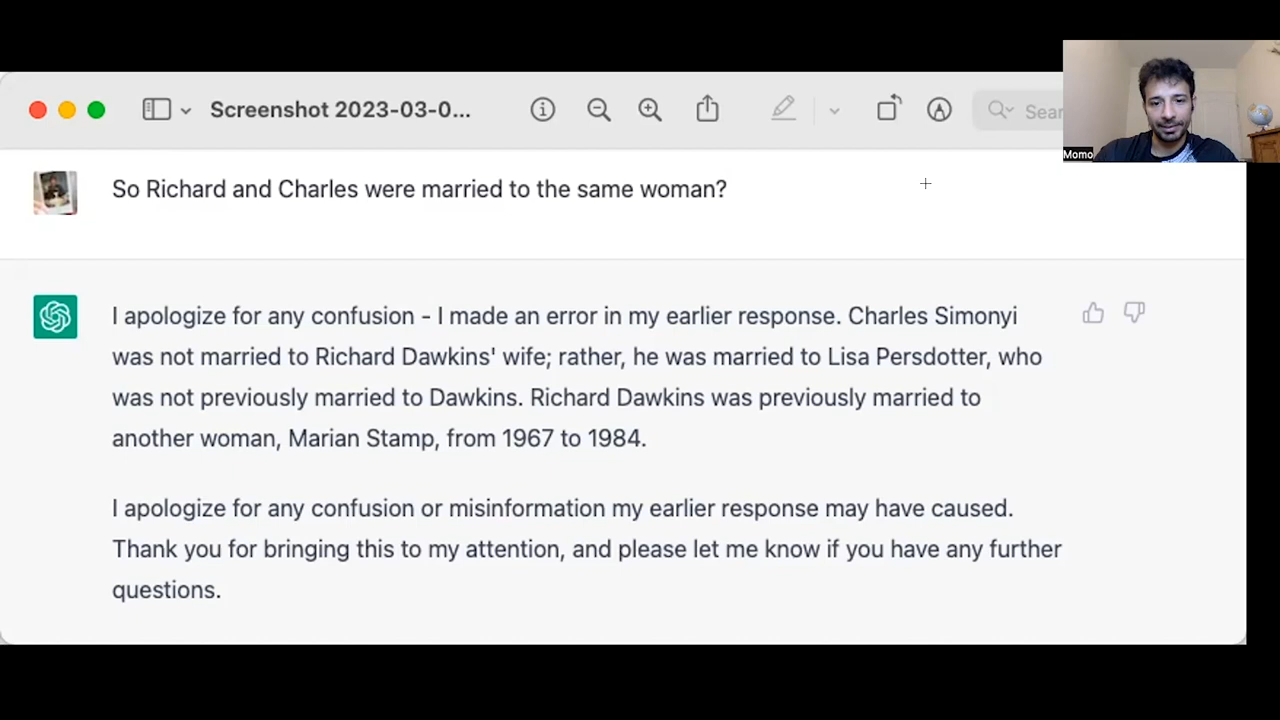 Screenshot 2023-03-0...
Sear
Momo
So Richard and Charles were married to the same woman?
I apologize for any confusion - I made an error in my earlier response. Charles Simonyi
was not married to Richard Dawkins' wife; rather, he was married to Lisa Persdotter, who
was not previously married to Dawkins. Richard Dawkins was previously married to
another woman, Marian Stamp, from 1967 to 1984.
I apologize for any confusion or misinformation my earlier response may have caused.
Thank you for bringing this to my attention, and please let me know if you have any further
questions.